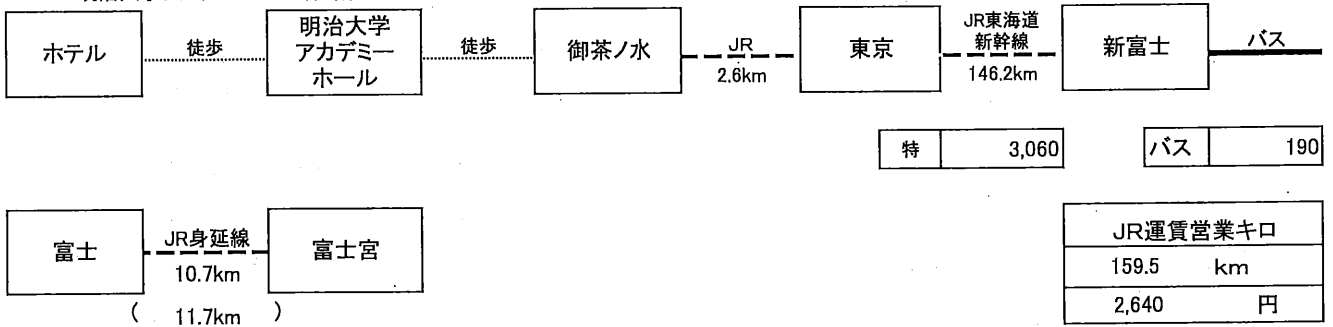 ホテル
徒歩
明治大学
アカデミー
ホール
徒歩
御茶ノ水
JR
2.6km
東京
JR東海道
新幹線
146.2km
新富士
バス
特 3,060
バス 190
富士
JR身延線
10.7km
( 11.7km )
富士宮
JR運賃営業キロ
159.5 km
2,640 円